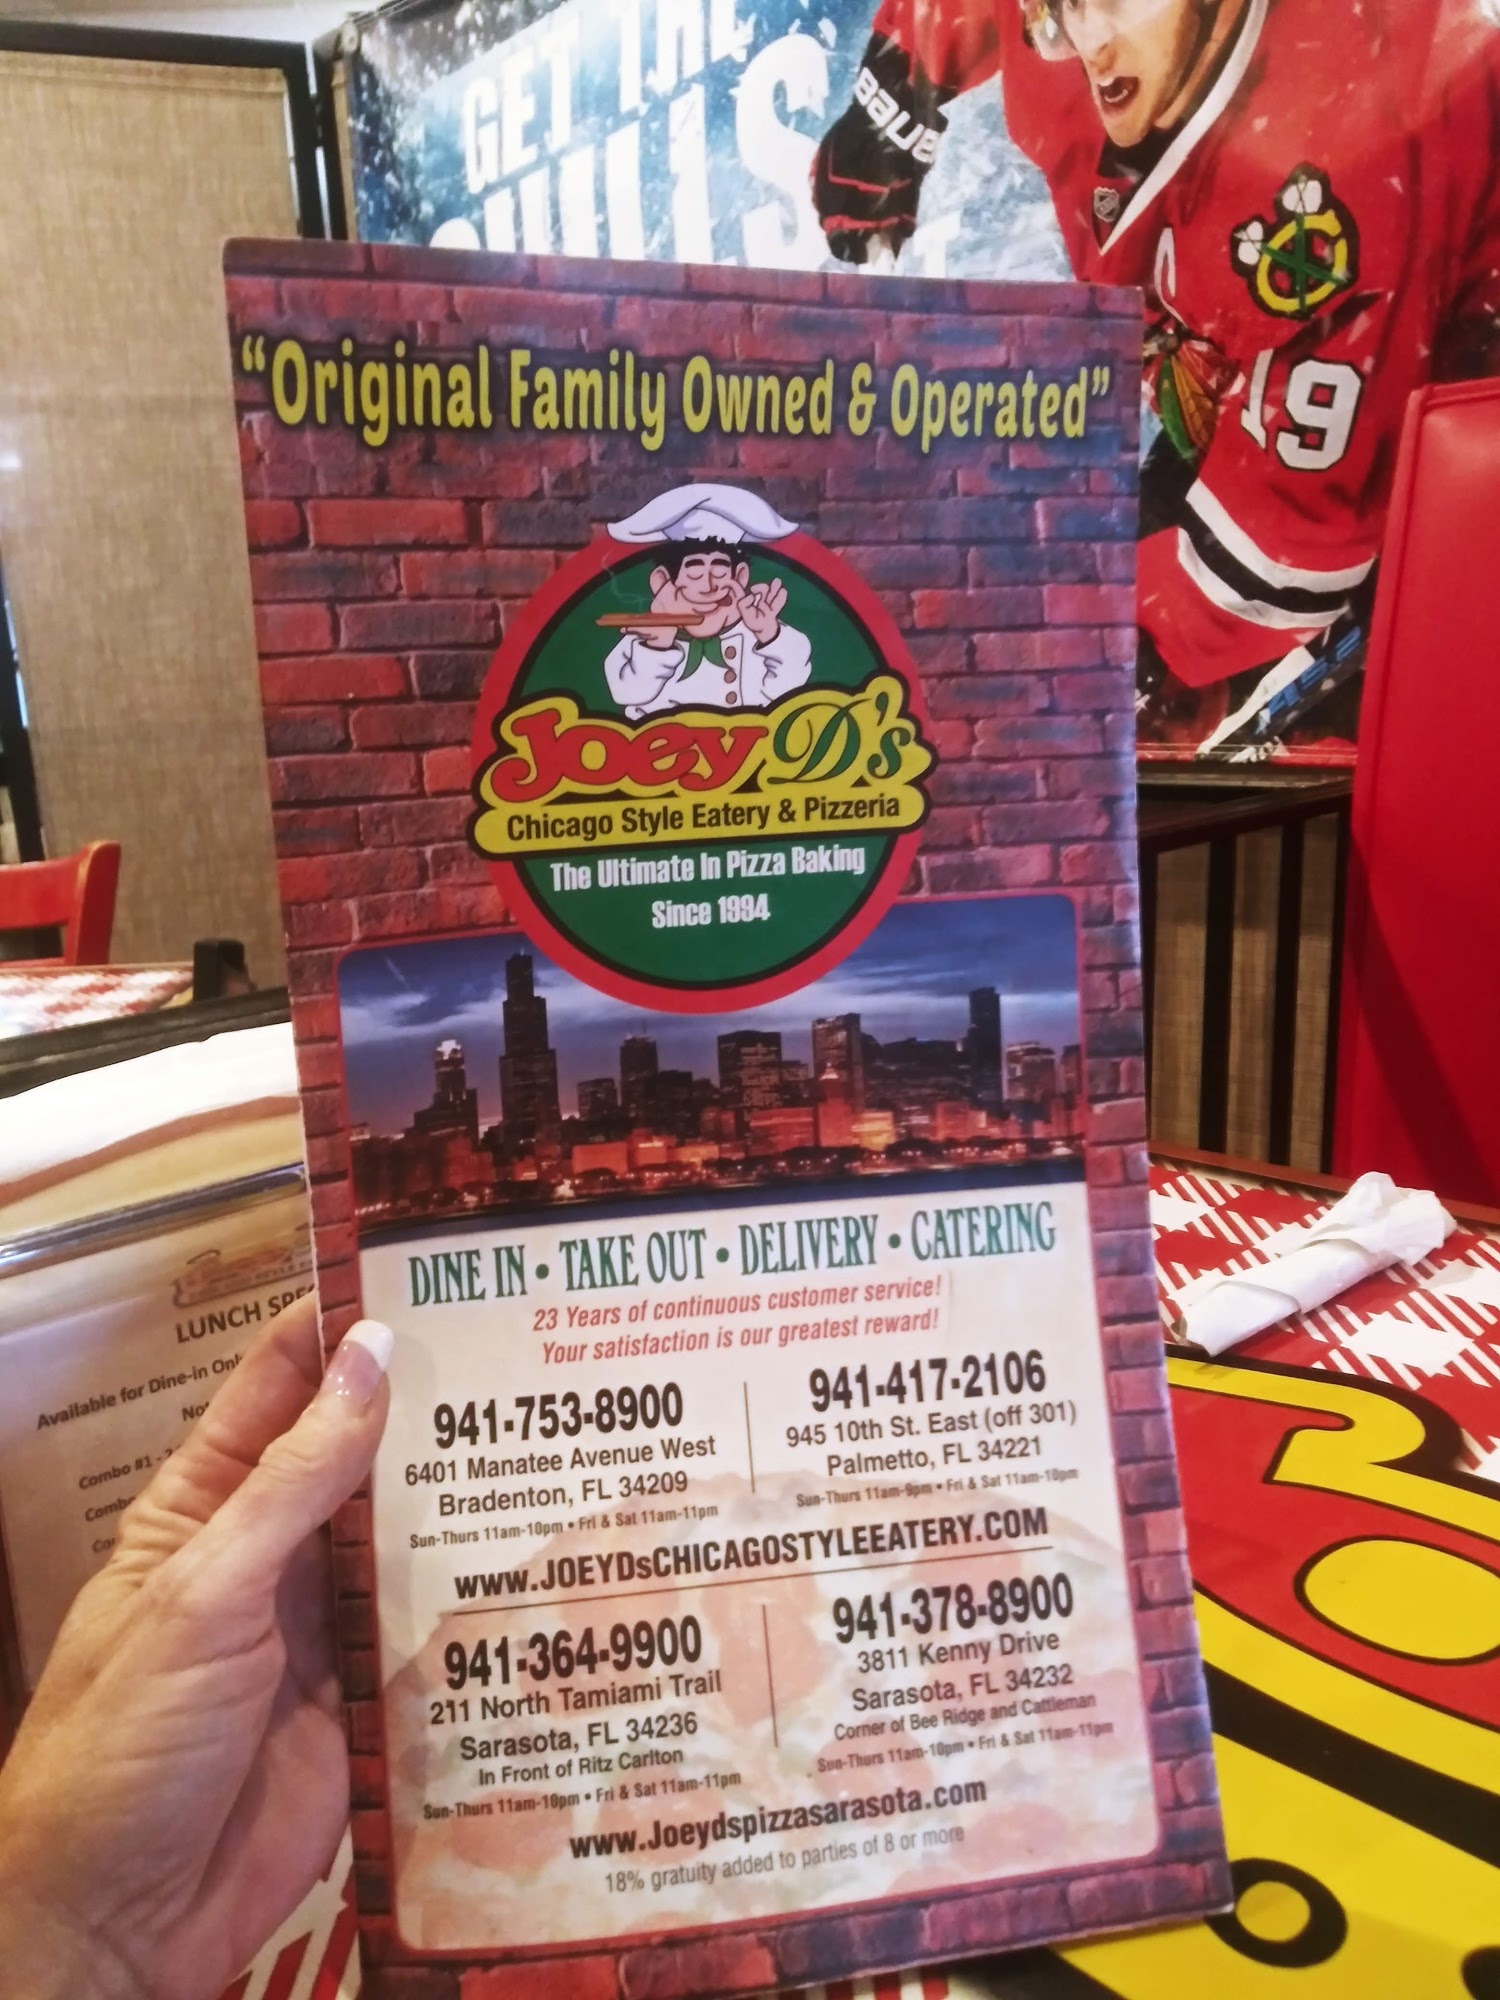 GET THE
bauer
19
"Original Family Owned & Operated"
Joey D's
Chicago Style Eatery & Pizzeria
The Ultimate In Pizza Baking
Since 1994
DINE IN • TAKE OUT • DELIVERY • CATERING
23 Years of continuous customer service!
Your satisfaction is our greatest reward!
941-753-8900
6401 Manatee Avenue West
Bradenton, FL 34209
Sun-Thurs 11am-10pm • Fri & Sat 11am-11pm
941-417-2106
945 10th St. East (off 301)
Palmetto, FL 34221
Sun-Thurs 11am-9pm • Fri & Sat 11am-10pm
www.JOEYDsCHICAGOSTYLEEATERY.COM
941-364-9900
211 North Tamiami Trail
Sarasota, FL 34236
In Front of Ritz Carlton
Sun-Thurs 11am-10pm • Fri & Sat 11am-11pm
941-378-8900
3811 Kenny Drive
Sarasota, FL 34232
Corner of Bee Ridge and Cattleman
Sun-Thurs 11am-10pm • Fri & Sat 11am-11pm
www.Joeydspizzasarasota.com
18% gratuity added to parties of 8 or more
LUNCH
Available for Dine-in
Combo #1 -